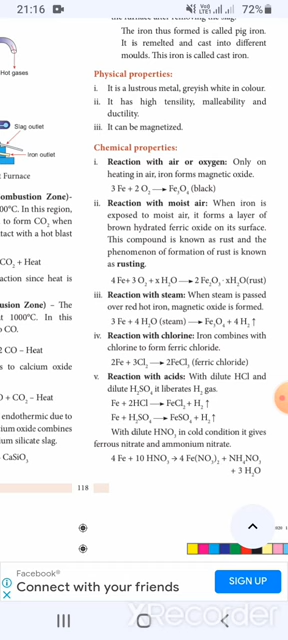 21:16
Vo)) LTE1 72%
the furnace after removing the slag.
The iron thus formed is called pig iron.
It is remelted and cast into different
moulds. This iron is called cast iron.
Hot gases
Physical properties:
i. It is a lustrous metal, greyish white in colour.
ii. It has high tensility, malleability and
ductility.
iii. It can be magnetized.
Slag outlet
Iron outlet
Furnace
Chemical properties:
i. Reaction with air or oxygen: Only on
heating in air, iron forms magnetic oxide.
3 Fe + 2 O₂ ⟶ Fe₃O₄ (black)
ii. Reaction with moist air: When iron is
exposed to moist air, it forms a layer of
brown hydrated ferric oxide on its surface.
This compound is known as rust and the
phenomenon of formation of rust is known
as rusting.
4 Fe+ 3 O₂ + x H₂O ⟶ 2 Fe₂O₃ · xH₂O(rust)
iii. Reaction with steam: When steam is passed
over red hot iron, magnetic oxide is formed.
3 Fe + 4 H₂O (steam) ⟶ Fe₃O₄ + 4 H₂ ↑
iv. Reaction with chlorine: Iron combines with
chlorine to form ferric chloride.
2Fe + 3Cl₂ ⟶ 2FeCl₃ (ferric chloride)
v. Reaction with acids: With dilute HCl and
dilute H₂SO₄ it liberates H₂ gas.
Fe + 2HCl ⟶ FeCl₂ + H₂ ↑
Fe + H₂SO₄ ⟶ FeSO₄ + H₂ ↑
With dilute HNO₃ in cold condition it gives
ferrous nitrate and ammonium nitrate.
4 Fe + 10 HNO₃ → 4 Fe(NO₃)₂ + NH₄NO₃
+ 3 H₂O
ombustion Zone)-
00°C. In this region,
to form CO₂ when
tact with a hot blast
CO₂ + Heat
eaction since heat is
usion Zone) – The
t 1000°C. In this
o CO.
2 CO – Heat
s to calcium oxide
O + CO₂ – Heat
endothermic due to
ium oxide combines
um silicate slag.
CaSiO₃
118
Facebook®
Connect with your friends
SIGN UP
XRecorder